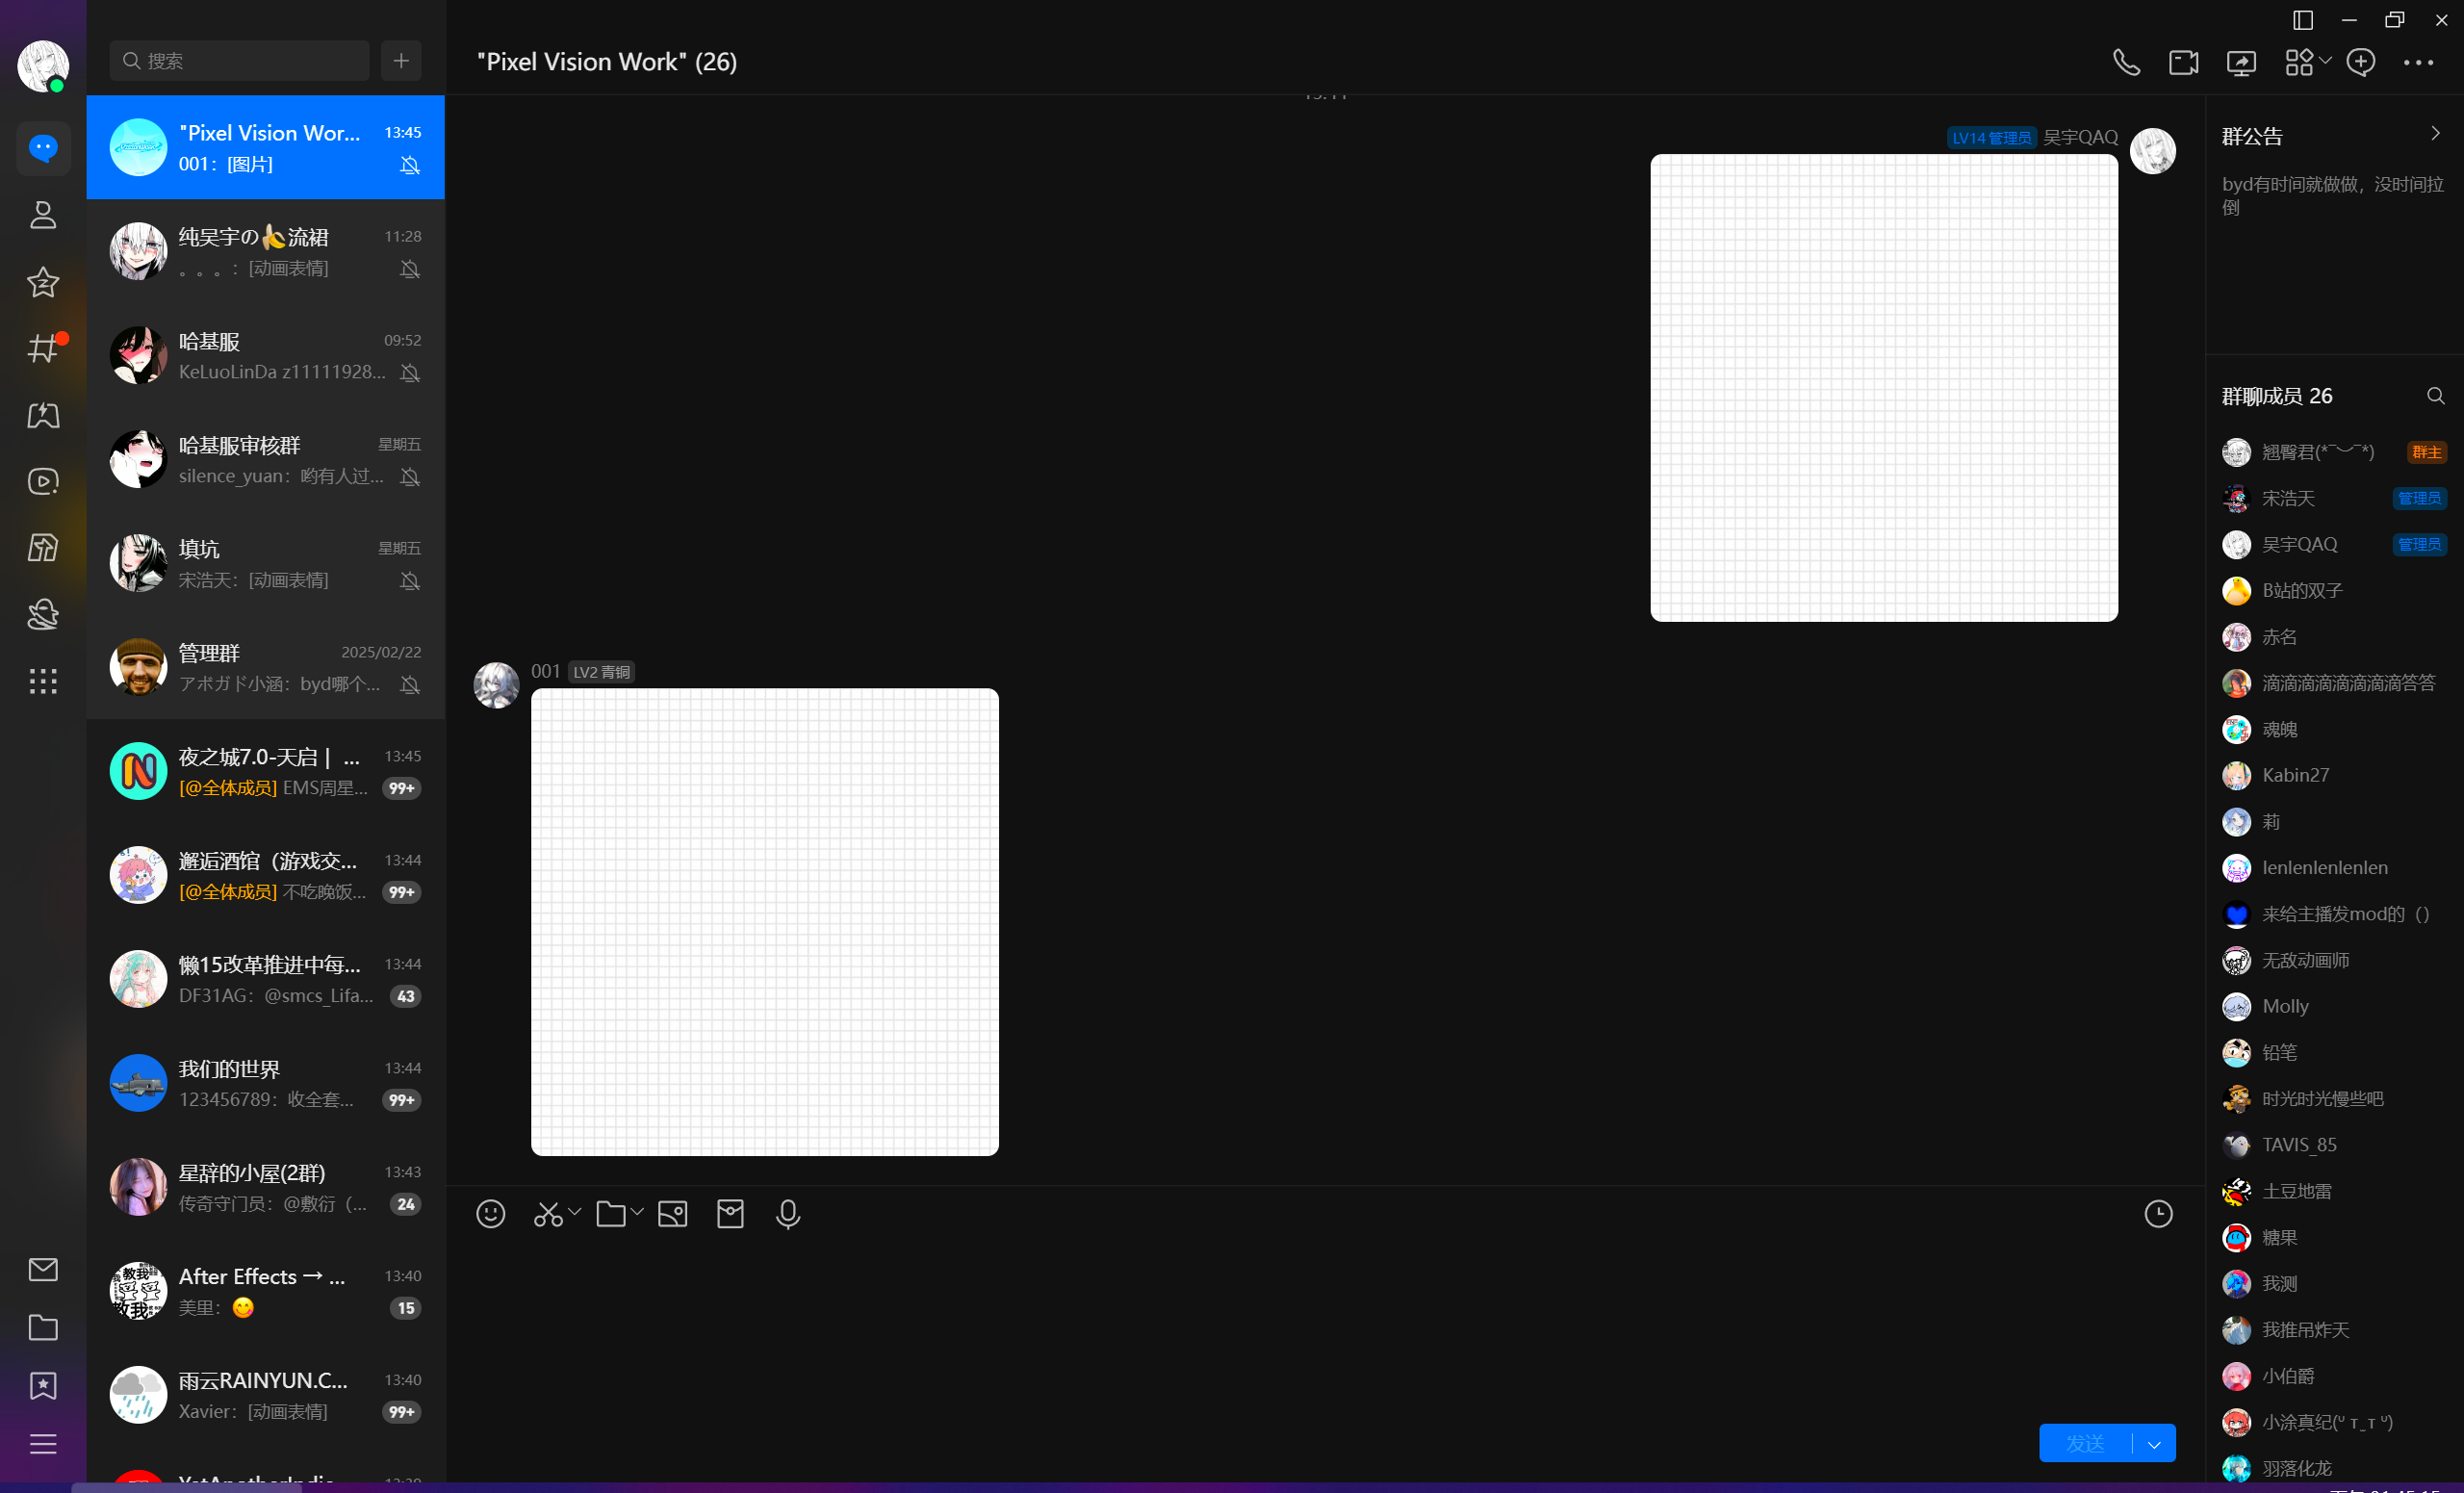 搜索
"Pixel Vision Wor... 13:45
001：[图片]
纯吴宇の🍌流裙 11:28
。。。：[动画表情]
哈基服 09:52
KeLuoLinDa z11111928...
哈基服审核群 星期五
silence_yuan：哟有人过...
填坑 星期五
宋浩天：[动画表情]
管理群 2025/02/22
アポガド小涵：byd哪个...
夜之城7.0-天启｜ ... 13:45
[@全体成员] EMS周星... 99+
邂逅酒馆（游戏交... 13:44
[@全体成员] 不吃晚饭... 99+
懒15改革推进中每... 13:44
DF31AG：@smcs_Lifa... 43
我们的世界 13:44
123456789：收全套... 99+
星辞的小屋(2群) 13:43
传奇守门员：@敷衍（... 24
After Effects → ... 13:40
美里：😋 15
雨云RAINYUN.C... 13:40
Xavier：[动画表情] 99+
"Pixel Vision Work" (26)
LV14 管理员 吴宇QAQ
001 LV2 青铜
发送
群公告
byd有时间就做做，没时间拉
倒
群聊成员 26
翘臀君(*¯︶¯*) 群主
宋浩天 管理员
吴宇QAQ 管理员
B站的双子
赤名
滴滴滴滴滴滴滴滴答答
魂魄
Kabin27
莉
lenlenlenlenlen
来给主播发mod的（）
无敌动画师
Molly
铅笔
时光时光慢些吧
TAVIS_85
土豆地雷
糖果
我测
我推吊炸天
小伯爵
小涂真纪(ᐡ т ̫ т ᐡ)
羽落化龙